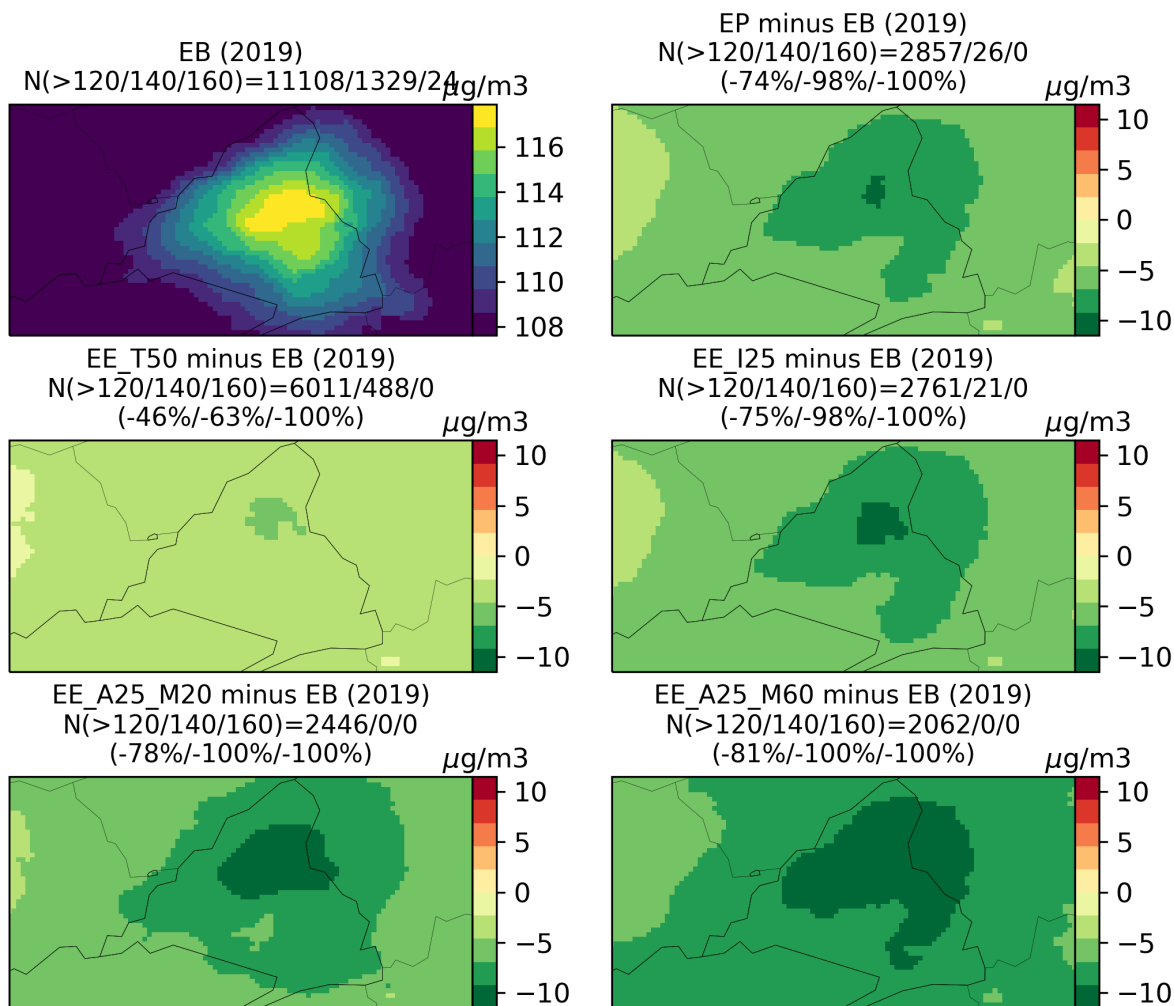 EB (2019)
N(>120/140/160)=11108/1329/24
μg/m3
116
114
112
110
108
EP minus EB (2019)
N(>120/140/160)=2857/26/0
(-74%/-98%/-100%)
μg/m3
10
5
0
−5
−10
EE_T50 minus EB (2019)
N(>120/140/160)=6011/488/0
(-46%/-63%/-100%)
μg/m3
10
5
0
−5
−10
EE_I25 minus EB (2019)
N(>120/140/160)=2761/21/0
(-75%/-98%/-100%)
μg/m3
10
5
0
−5
−10
EE_A25_M20 minus EB (2019)
N(>120/140/160)=2446/0/0
(-78%/-100%/-100%)
μg/m3
10
5
0
−5
−10
EE_A25_M60 minus EB (2019)
N(>120/140/160)=2062/0/0
(-81%/-100%/-100%)
μg/m3
10
5
0
−5
−10